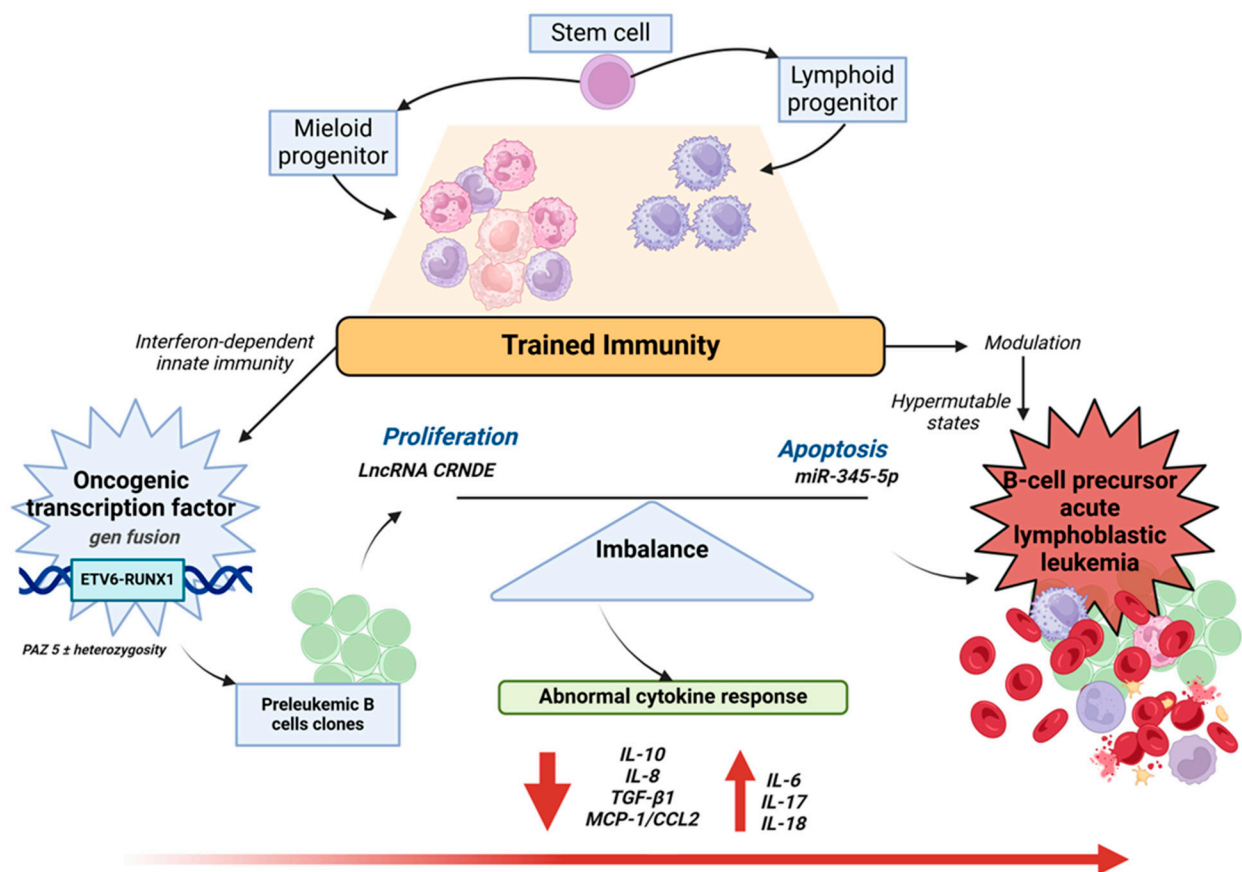 Stem cell
Lymphoid
progenitor
Mieloid
progenitor
Interferon-dependent
innate immunity
Trained Immunity
Modulation
Hypermutable
states
Proliferation
LncRNA CRNDE
Apoptosis
miR-345-5p
Oncogenic
transcription factor
gen fusion
ETV6-RUNX1
PAZ 5 ± heterozygosity
Imbalance
B-cell precursor
acute
lymphoblastic
leukemia
Preleukemic B
cells clones
Abnormal cytokine response
IL-10
IL-8
TGF-β1
MCP-1/CCL2
IL-6
IL-17
IL-18